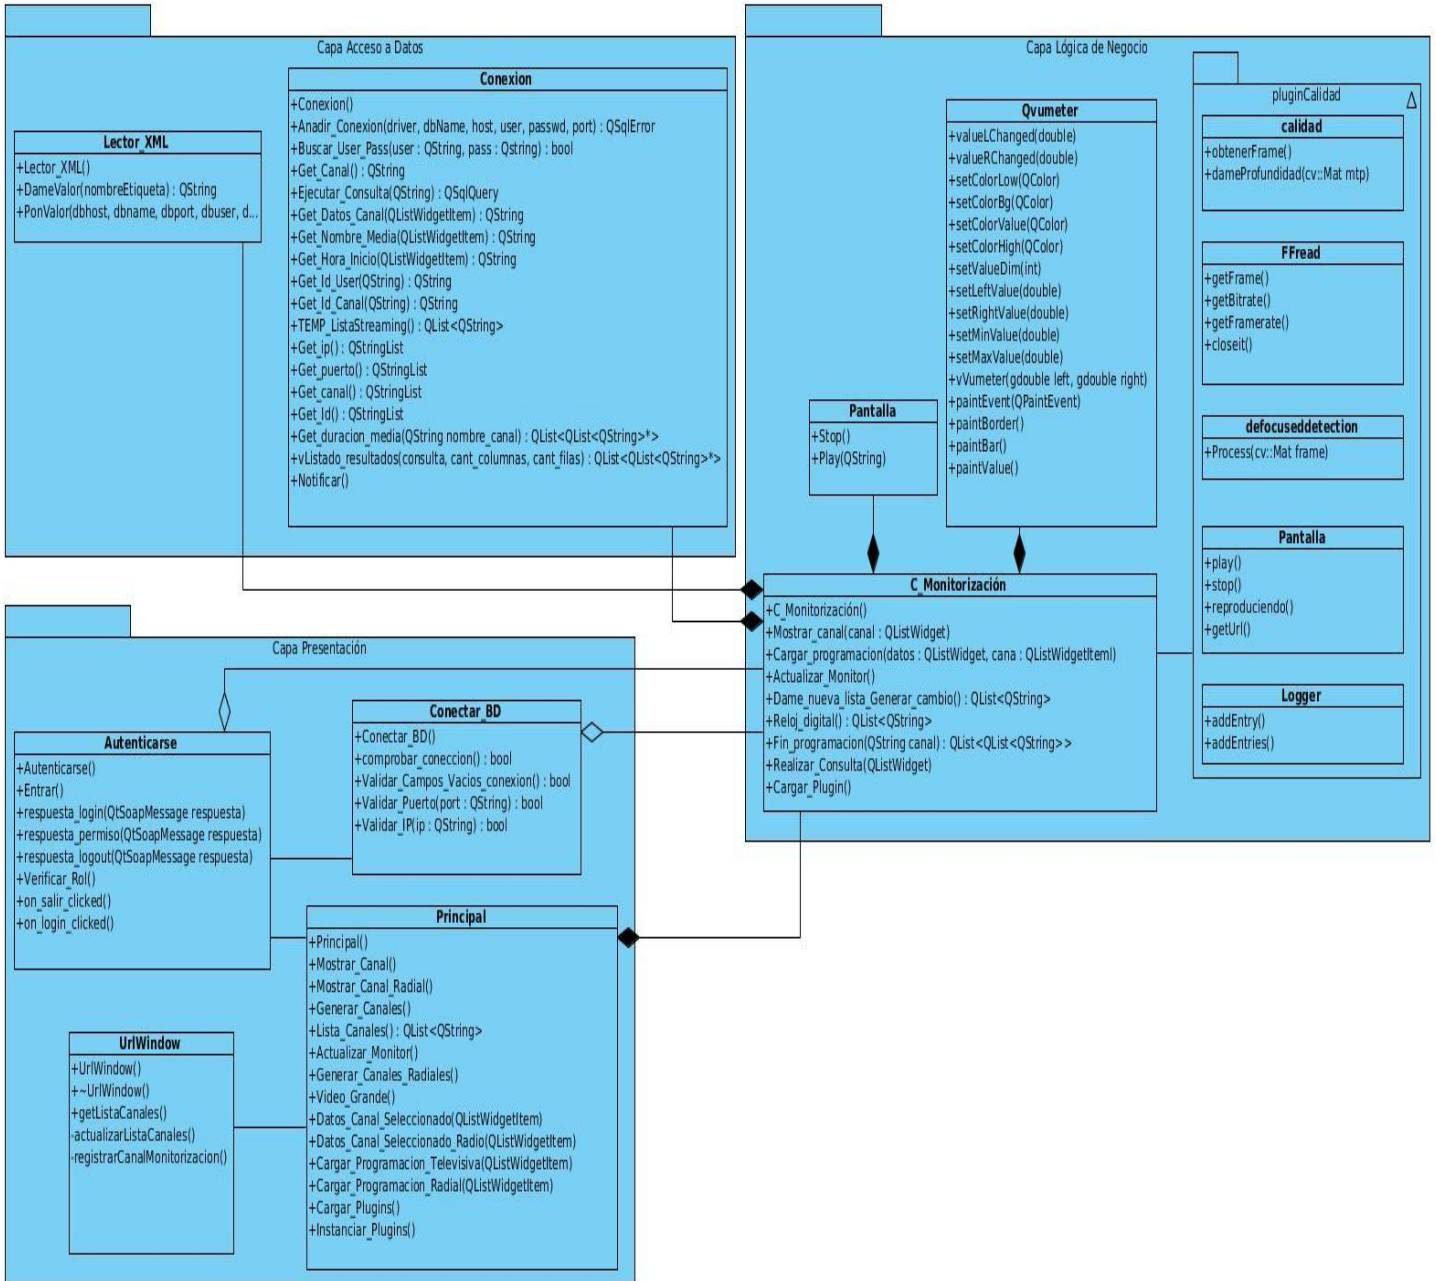 Capa Acceso a Datos
Lector_XML
+Lector_XML()
+DameValor(nombreEtiqueta) : QString
+PonValor(dbhost, dbname, dbport, dbuser, d...
Conexion
+Conexion()
+Anadir_Conexion(driver, dbName, host, user, passwd, port) : QSqlError
+Buscar_User_Pass(user : QString, pass : Qstring) : bool
+Get_Canal() : QString
+Ejecutar_Consulta(QString) : QSqlQuery
+Get_Datos_Canal(QListWidgetItem) : QString
+Get_Nombre_Media(QListWidgetItem) : QString
+Get_Hora_Inicio(QListWidgetItem) : QString
+Get_Id_User(QString) : QString
+Get_Id_Canal(QString) : QString
+TEMP_ListaStreaming() : QList<QString>
+Get_ip() : QStringList
+Get_puerto() : QStringList
+Get_canal() : QStringList
+Get_Id() : QStringList
+Get_duracion_media(QString nombre_canal) : QList<QList<QString>*>
+vListado_resultados(consulta, cant_columnas, cant_filas) : QList<QList<QString>*>
+Notificar()
Capa Lógica de Negocio
Pantalla
+Stop()
+Play(QString)
Qvumeter
+valueLChanged(double)
+valueRChanged(double)
+setColorLow(QColor)
+setColorBg(QColor)
+setColorValue(QColor)
+setColorHigh(QColor)
+setValueDim(int)
+setLeftValue(double)
+setRightValue(double)
+setMinValue(double)
+setMaxValue(double)
+vVumeter(gdouble left, gdouble right)
+paintEvent(QPaintEvent)
+paintBorder()
+paintBar()
+paintValue()
pluginCalidad
calidad
+obtenerFrame()
+dameProfundidad(cv::Mat mtp)
FFread
+getFrame()
+getBitrate()
+getFramerate()
+closeit()
defocuseddetection
+Process(cv::Mat frame)
Pantalla
+play()
+stop()
+reproduciendo()
+getUrl()
Logger
+addEntry()
+addEntries()
C_Monitorización
+C_Monitorización()
+Mostrar_canal(canal : QListWidget)
+Cargar_programacion(datos : QListWidget, cana : QListWidgetIteml)
+Actualizar_Monitor()
+Dame_nueva_lista_Generar_cambio() : QList<QString>
+Reloj_digital() : QList<QString>
+Fin_programacion(QString canal) : QList<QList<QString>>
+Realizar_Consulta(QListWidget)
+Cargar_Plugin()
Capa Presentación
Autenticarse
+Autenticarse()
+Entrar()
+respuesta_login(QtSoapMessage respuesta)
+respuesta_permiso(QtSoapMessage respuesta)
+respuesta_logout(QtSoapMessage respuesta)
+Verificar_Rol()
+on_salir_clicked()
+on_login_clicked()
Conectar_BD
+Conectar_BD()
+comprobar_coneccion() : bool
+Validar_Campos_Vacios_conexion() : bool
+Validar_Puerto(port : QString) : bool
+Validar_IP(ip : QString) : bool
Principal
+Principal()
+Mostrar_Canal()
+Mostrar_Canal_Radial()
+Generar_Canales()
+Lista_Canales() : QList<QString>
+Actualizar_Monitor()
+Generar_Canales_Radiales()
+Video_Grande()
+Datos_Canal_Seleccionado(QListWidgetItem)
+Datos_Canal_Seleccionado_Radio(QListWidgetItem)
+Cargar_Programacion_Televisiva(QListWidgetItem)
+Cargar_Programacion_Radial(QListWidgetItem)
+Cargar_Plugins()
+Instanciar_Plugins()
UrlWindow
+UrlWindow()
+~UrlWindow()
+getListaCanales()
-actualizarListaCanales()
-registrarCanalMonitorizacion()